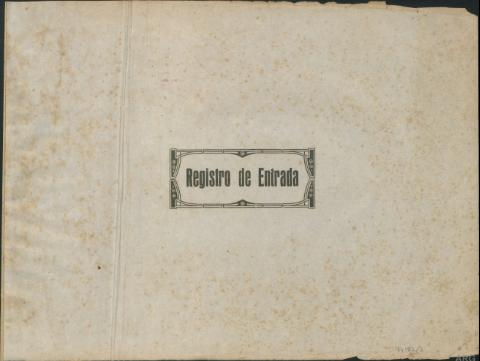 Registro de Entrada